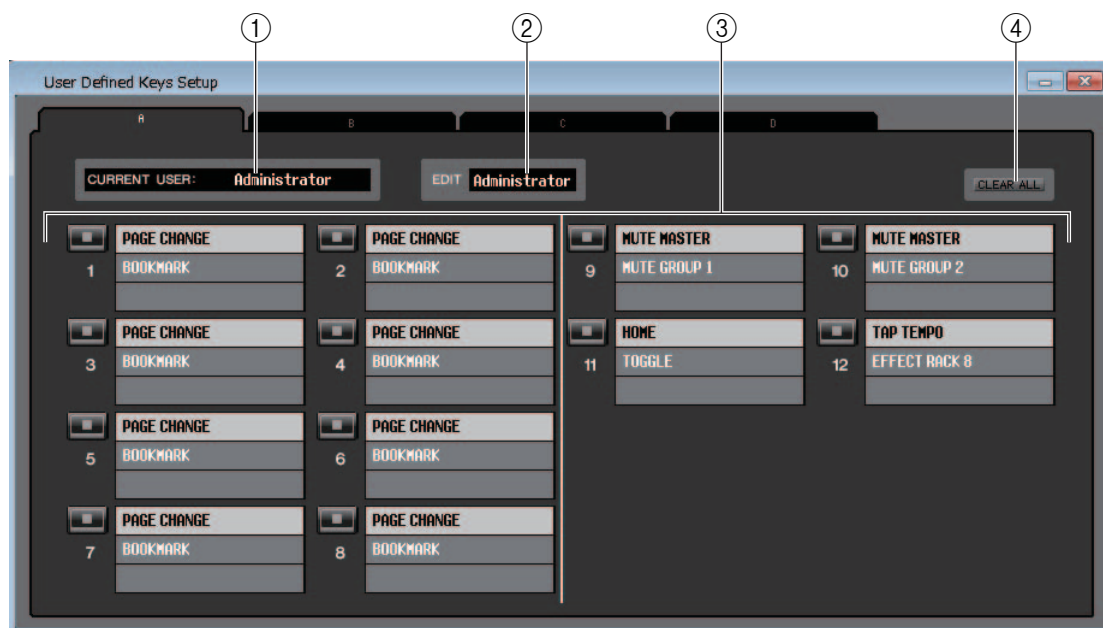 ① ② ③ ④
User Defined Keys Setup
A B C D
CURRENT USER: Administrator EDIT Administrator CLEAR ALL
PAGE CHANGE PAGE CHANGE MUTE MASTER MUTE MASTER
1 BOOKMARK 2 BOOKMARK 9 MUTE GROUP 1 10 MUTE GROUP 2
PAGE CHANGE PAGE CHANGE HOME TAP TEMPO
3 BOOKMARK 4 BOOKMARK 11 TOGGLE 12 EFFECT RACK 8
PAGE CHANGE PAGE CHANGE
5 BOOKMARK 6 BOOKMARK
PAGE CHANGE PAGE CHANGE
7 BOOKMARK 8 BOOKMARK